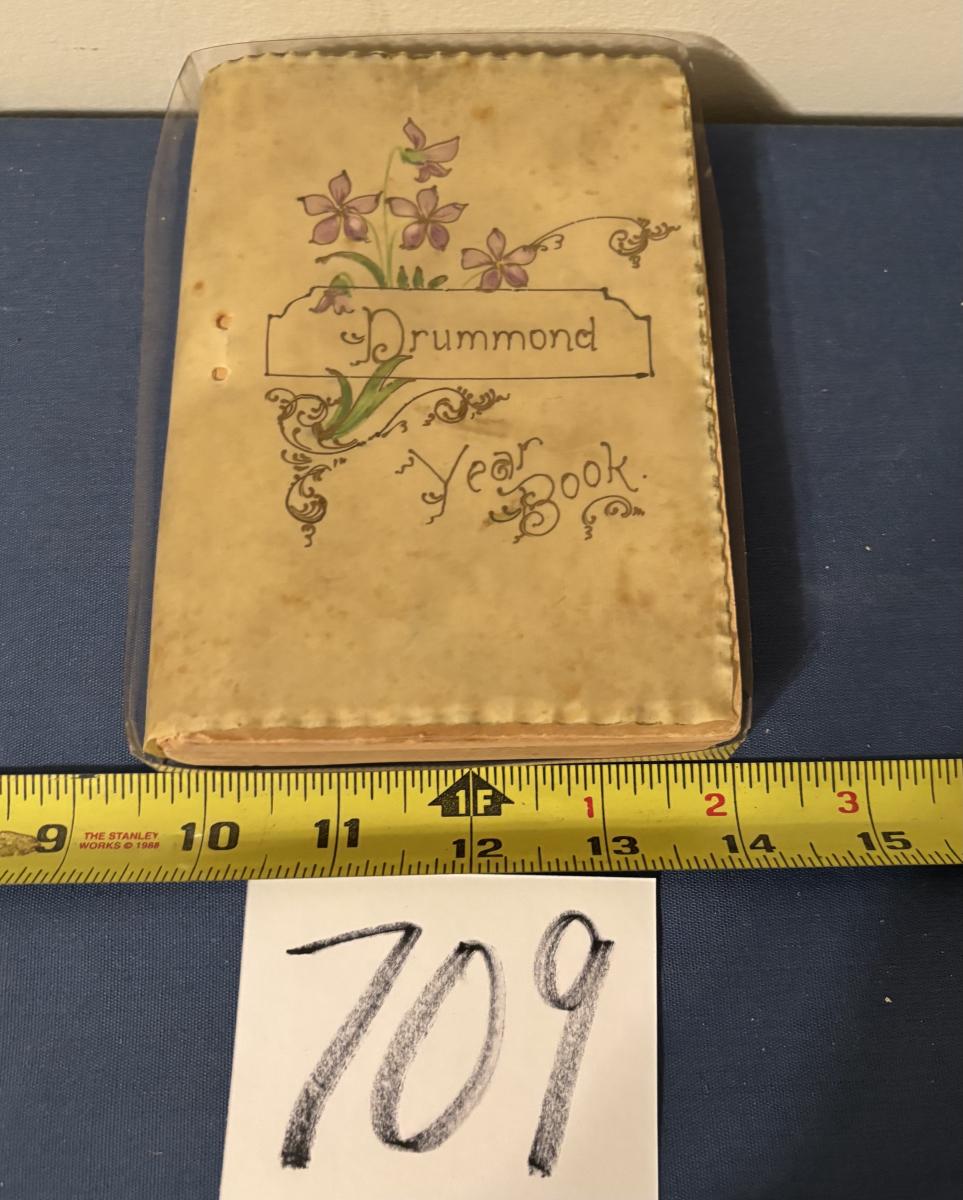 Drummond
Year
Book.
1F
1 2 3
9 THE STANLEY 10 11 12 13 14 15
WORKS © 1988
709